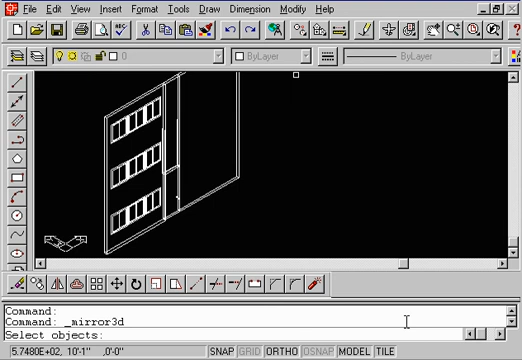 File Edit View Insert Format Tools Draw Dimension Modify Help
ABC
0 ByLayer ByLayer
Command:
Command: _mirror3d
Select objects:
5.7480E+02, 10'-1" ,0'-0" SNAP GRID ORTHO OSNAP MODEL TILE